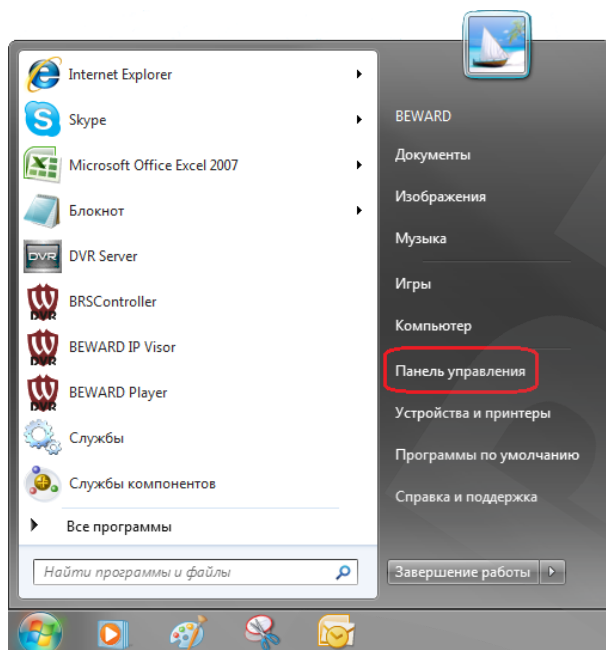 Internet Explorer
Skype
Microsoft Office Excel 2007
Блокнот
DVR Server
BRSController
BEWARD IP Visor
BEWARD Player
Службы
Службы компонентов
Все программы
Найти программы и файлы
BEWARD
Документы
Изображения
Музыка
Игры
Компьютер
Панель управления
Устройства и принтеры
Программы по умолчанию
Справка и поддержка
Завершение работы